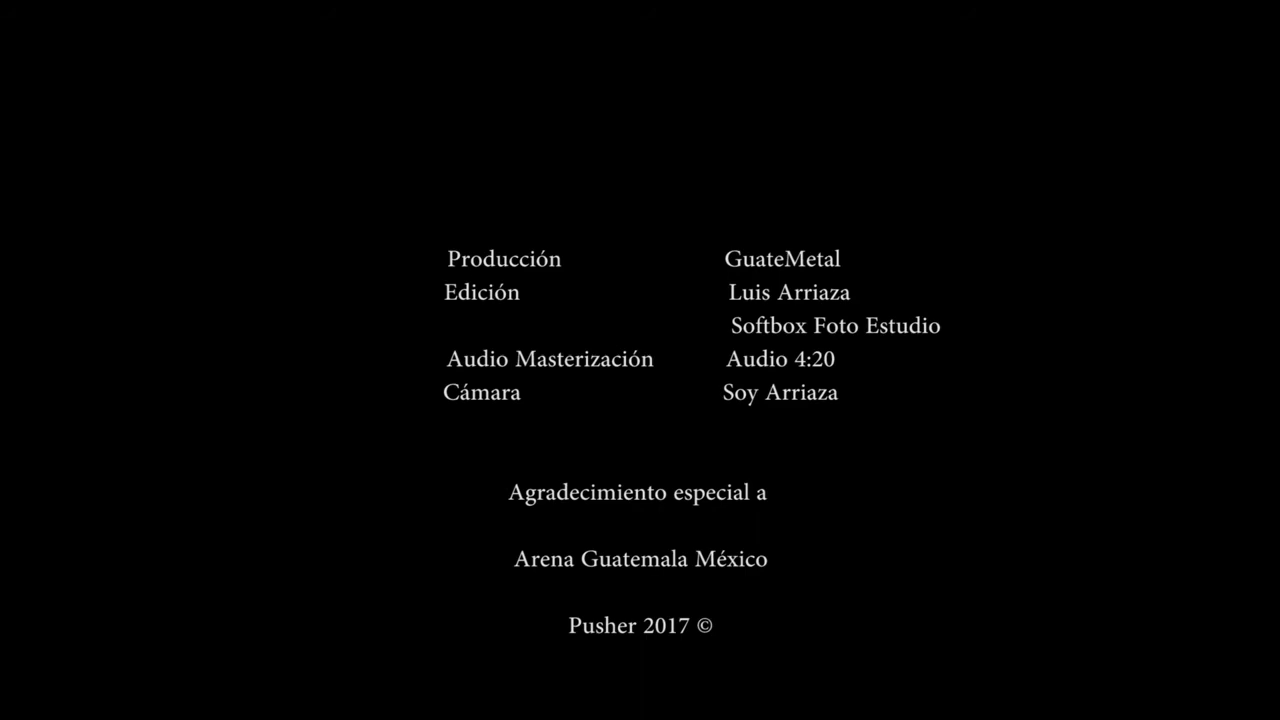 Producción GuateMetal
Edición Luis Arriaza
Softbox Foto Estudio
Audio Masterización Audio 4:20
Cámara Soy Arriaza
Agradecimiento especial a
Arena Guatemala México
Pusher 2017 ©